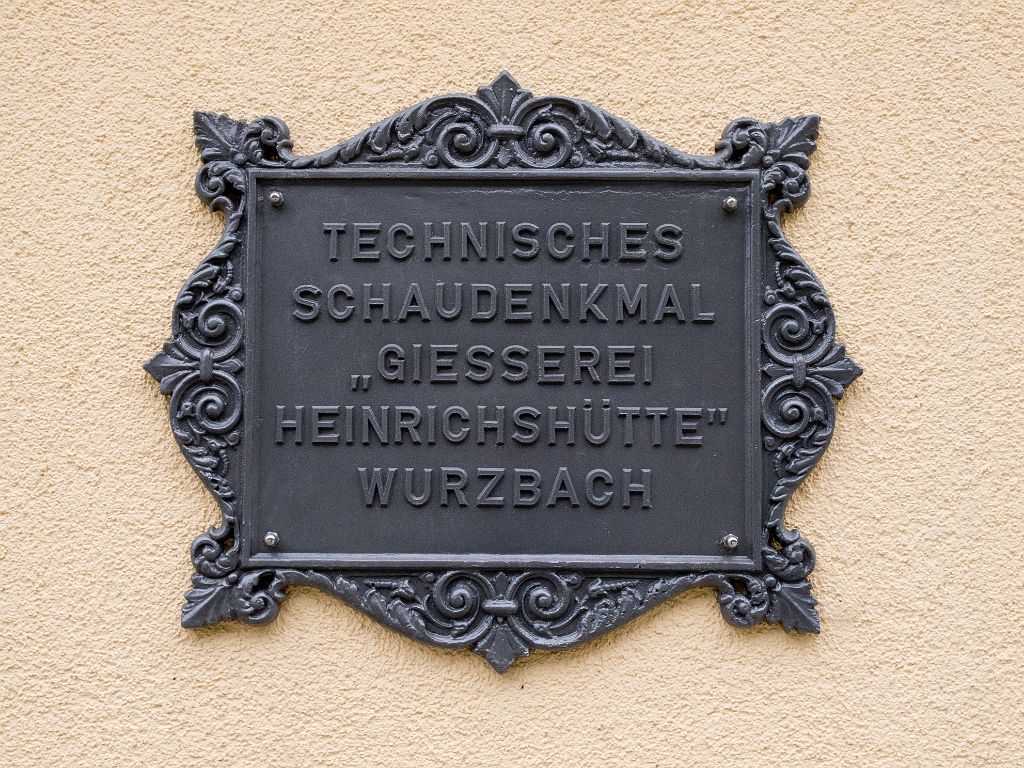 TECHNISCHES
SCHAUDENKMAL
„GIESSEREI
HEINRICHSHÜTTE”
WURZBACH